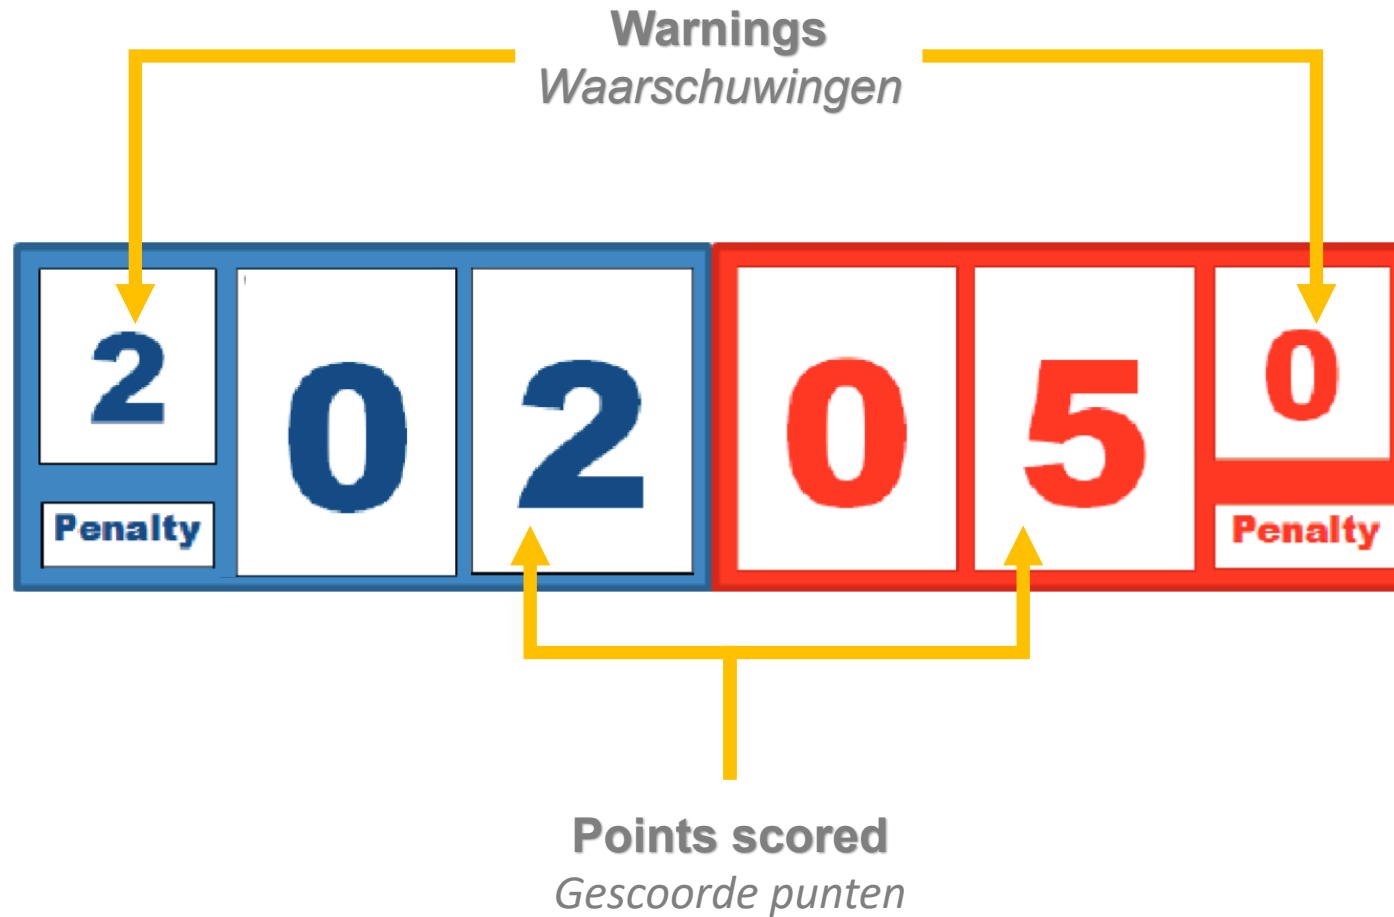 Warnings
Waarschuwingen
2 0 2 0 5 0
Penalty Penalty
Points scored
Gescoorde punten